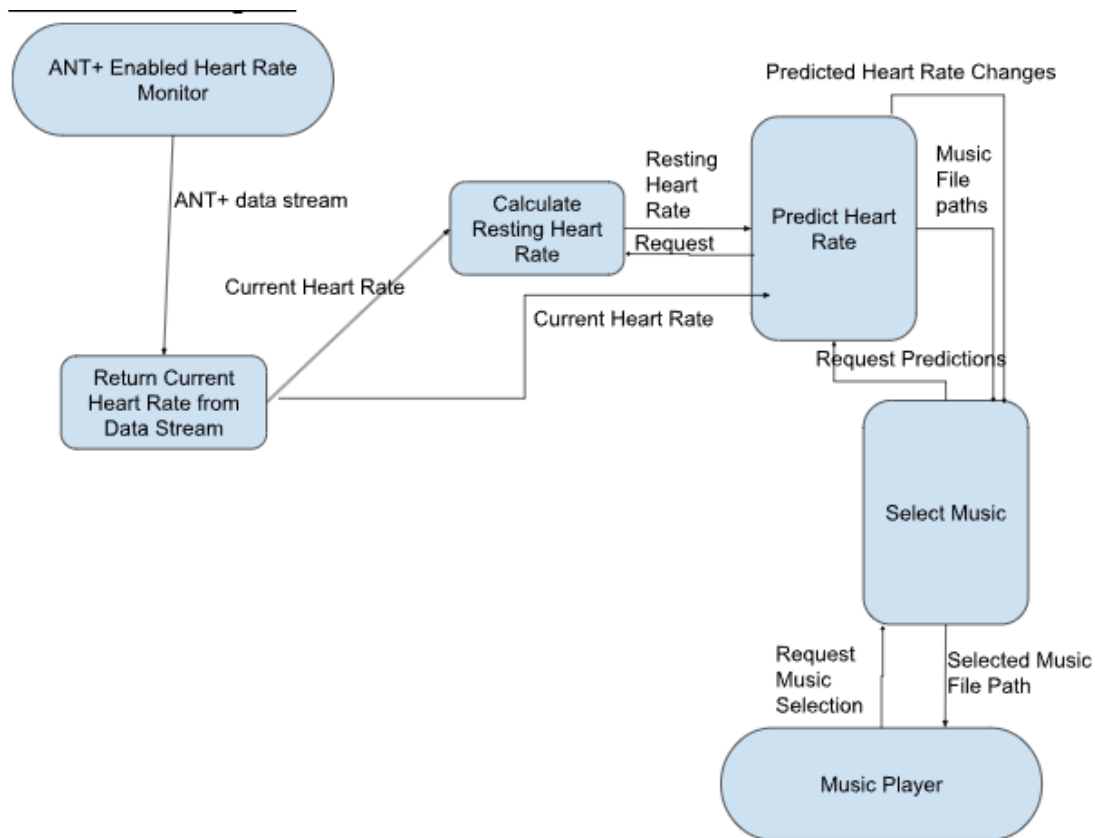 ANT+ Enabled Heart Rate
Monitor
Predicted Heart Rate Changes
ANT+ data stream
Calculate
Resting Heart
Rate
Resting
Heart
Rate
Request
Predict Heart
Rate
Music
File
paths
Current Heart Rate
Current Heart Rate
Return Current
Heart Rate from
Data Stream
Request Predictions
Select Music
Request
Music
Selection
Selected Music
File Path
Music Player